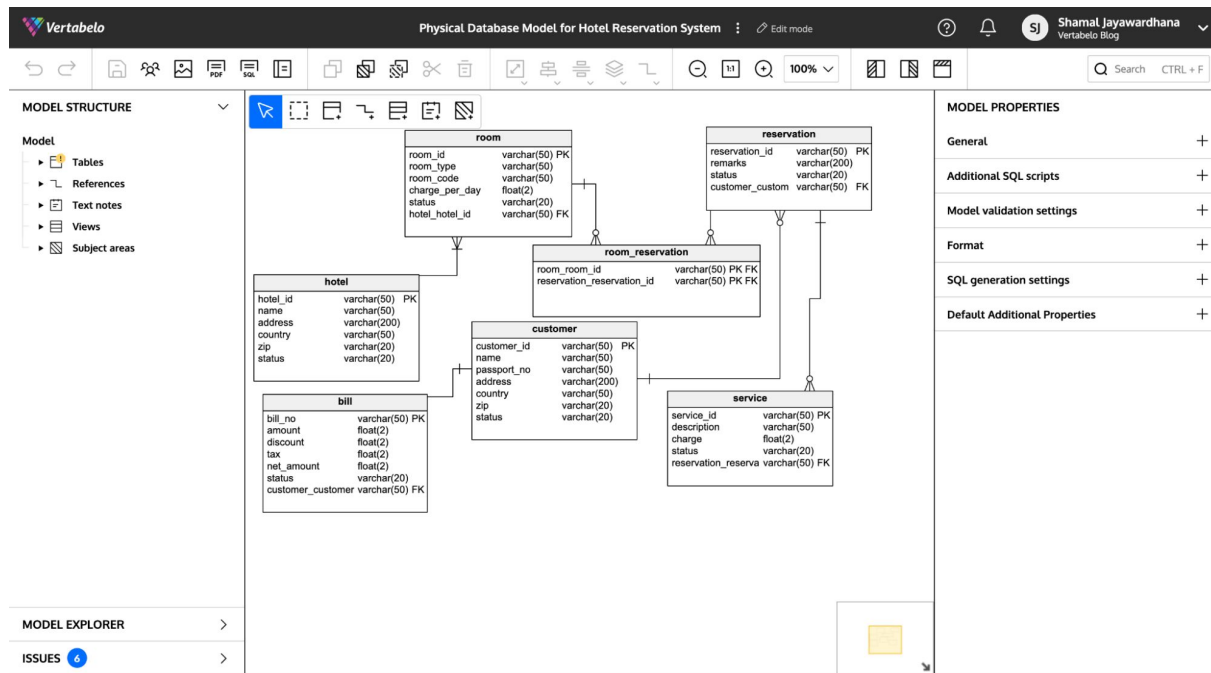 Vertabelo
Physical Database Model for Hotel Reservation System
Edit mode
SJ
Shamal Jayawardhana
Vertabelo Blog
PDF
SQL
1:1
100%
Search CTRL + F
MODEL STRUCTURE
Model
Tables
References
Text notes
Views
Subject areas
MODEL EXPLORER
ISSUES 6
room
room_id varchar(50) PK
room_type varchar(50)
room_code varchar(50)
charge_per_day float(2)
status varchar(20)
hotel_hotel_id varchar(50) FK
reservation
reservation_id varchar(50) PK
remarks varchar(200)
status varchar(20)
customer_custom varchar(50) FK
room_reservation
room_room_id varchar(50) PK FK
reservation_reservation_id varchar(50) PK FK
hotel
hotel_id varchar(50) PK
name varchar(50)
address varchar(200)
country varchar(50)
zip varchar(20)
status varchar(20)
customer
customer_id varchar(50) PK
name varchar(50)
passport_no varchar(50)
address varchar(200)
country varchar(50)
zip varchar(20)
status varchar(20)
bill
bill_no varchar(50) PK
amount float(2)
discount float(2)
tax float(2)
net_amount float(2)
status varchar(20)
customer_customer varchar(50) FK
service
service_id varchar(50) PK
description varchar(50)
charge float(2)
status varchar(20)
reservation_reserva varchar(50) FK
MODEL PROPERTIES
General
Additional SQL scripts
Model validation settings
Format
SQL generation settings
Default Additional Properties